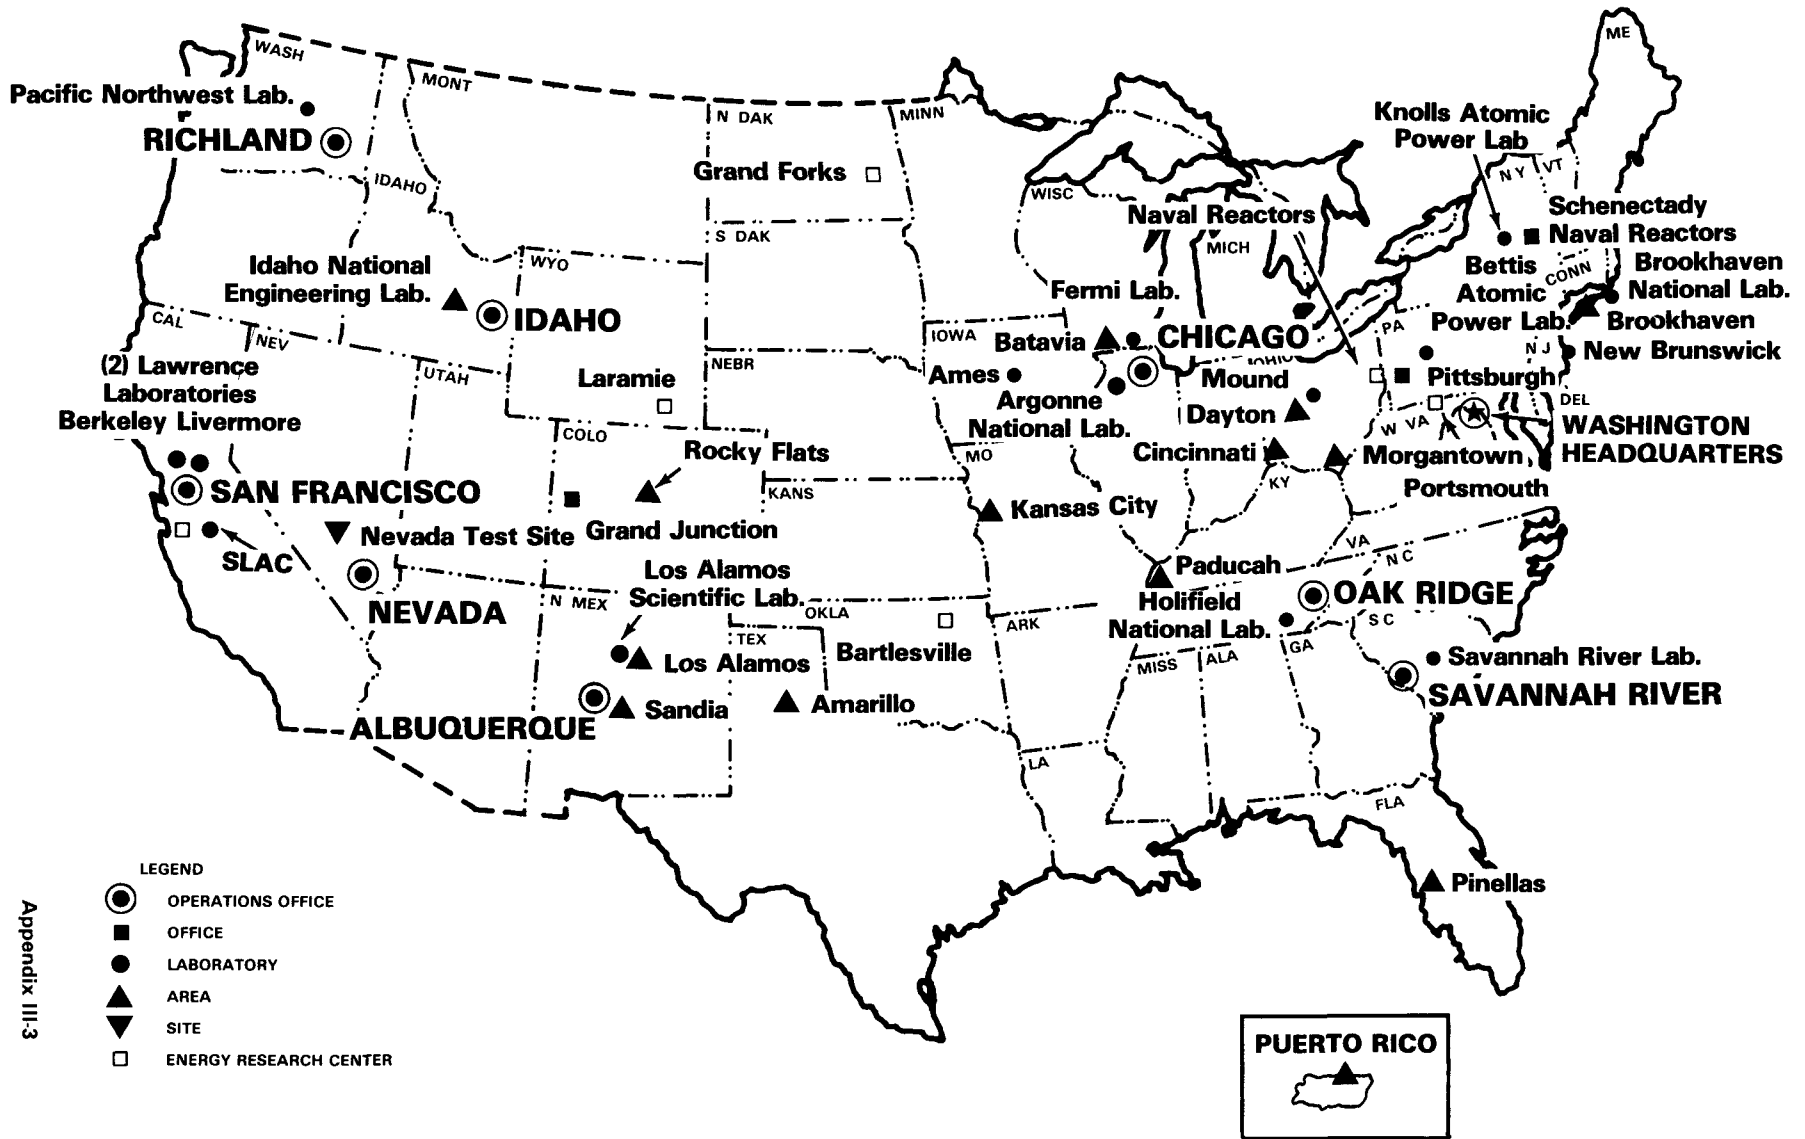 WASH
MONT
ME
Pacific Northwest Lab.
N DAK
MINN
Knolls Atomic
Power Lab
RICHLAND
VT
N Y
Grand Forks
IDAHO
WISC
Schenectady
Naval Reactors
Naval Reactors
S DAK
MICH
WYO
Idaho National
Engineering Lab.
Bettis
Atomic
Power Lab.
CONN
Brookhaven
National Lab.
Fermi Lab.
IDAHO
CAL
NEV
Brookhaven
PA
IOWA
Batavia
CHICAGO
OHIO
N J
New Brunswick
(2) Lawrence
Laboratories
Berkeley Livermore
UTAH
Laramie
NEBR
Ames
Mound
Pittsburgh
Argonne
National Lab.
Dayton
DEL
W VA
WASHINGTON
HEADQUARTERS
COLO
Rocky Flats
MO
Cincinnati
Morgantown
KY
Portsmouth
SAN FRANCISCO
KANS
Kansas City
Nevada Test Site
Grand Junction
SLAC
VA
N C
Los Alamos
Scientific Lab.
Paducah
NEVADA
N MEX
OKLA
ARK
Holifield
National Lab.
OAK RIDGE
S C
TEX
Bartlesville
MISS
ALA
GA
Los Alamos
Savannah River Lab.
SAVANNAH RIVER
Sandia
Amarillo
ALBUQUERQUE
LA
FLA
Pinellas
LEGEND
OPERATIONS OFFICE
OFFICE
LABORATORY
AREA
SITE
ENERGY RESEARCH CENTER
PUERTO RICO
Appendix III-3